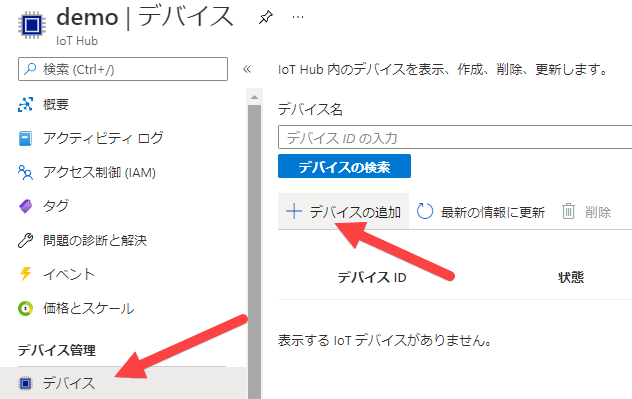 demo | デバイス
IoT Hub
検索 (Ctrl+/)
概要
アクティビティ ログ
アクセス制御 (IAM)
タグ
問題の診断と解決
イベント
価格とスケール
デバイス管理
デバイス
IoT Hub 内のデバイスを表示、作成、削除、更新します。
デバイス名
デバイス ID の入力
デバイスの検索
デバイスの追加 最新の情報に更新 削除
デバイス ID 状態
表示する IoT デバイスがありません。